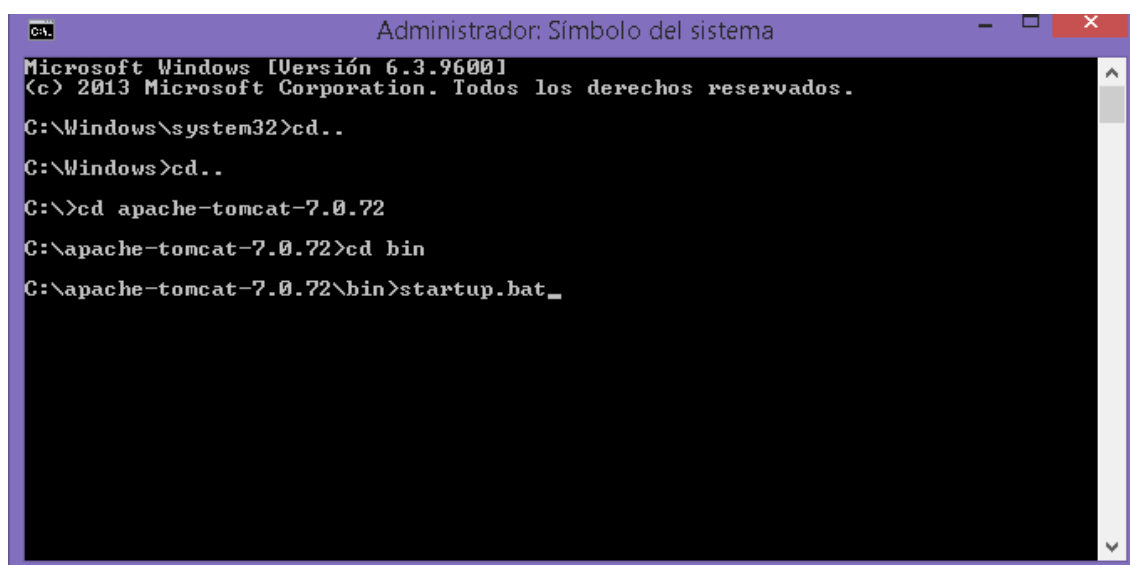 Administrador: Símbolo del sistema
Microsoft Windows [Versión 6.3.9600]
(c) 2013 Microsoft Corporation. Todos los derechos reservados.
C:\Windows\system32>cd..
C:\Windows>cd..
C:\>cd apache-tomcat-7.0.72
C:\apache-tomcat-7.0.72>cd bin
C:\apache-tomcat-7.0.72\bin>startup.bat_